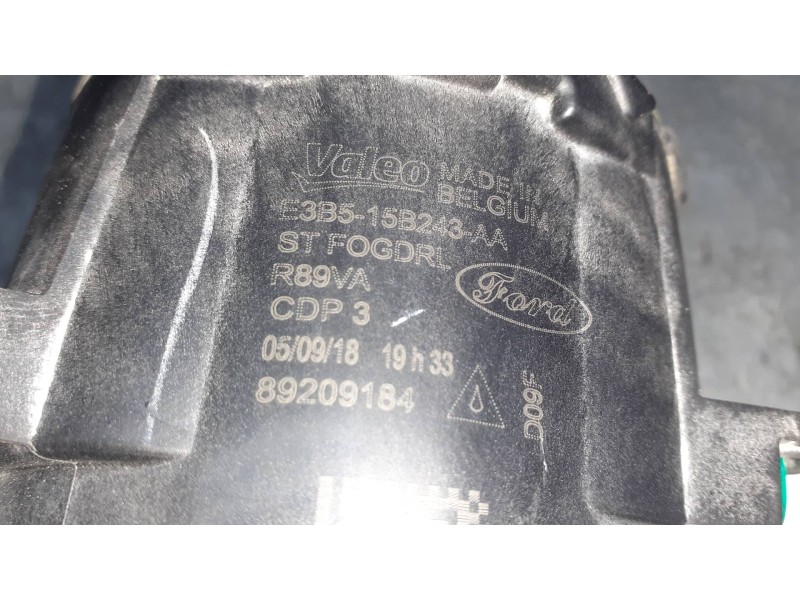 Valeo MADE IN
BELGIUM
E3B5-15B243-AA
ST FOGDRL
R89VA
Ford
CDP 3
05/09/18 19 h 33
89209184
D09F